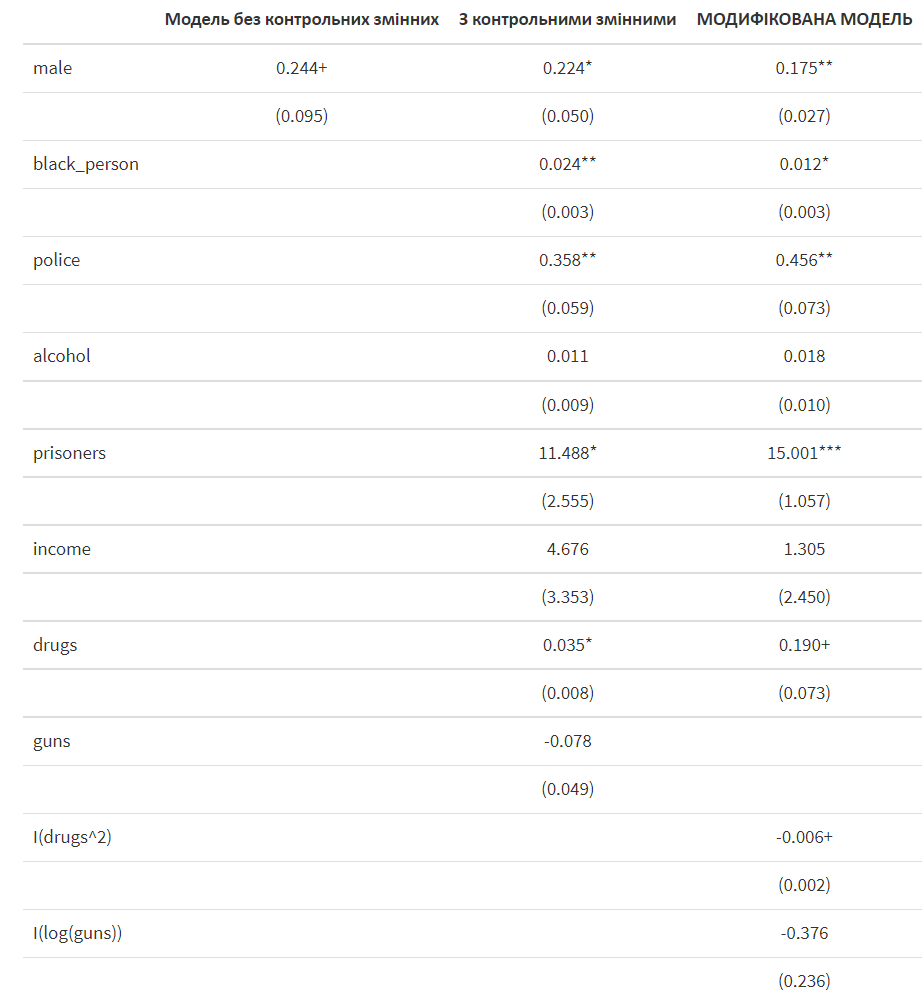 Модель без контрольних змінних З контрольними змінними МОДИФІКОВАНА МОДЕЛЬ
male 0.244+ 0.224* 0.175**
(0.095) (0.050) (0.027)
black_person 0.024** 0.012*
(0.003) (0.003)
police 0.358** 0.456**
(0.059) (0.073)
alcohol 0.011 0.018
(0.009) (0.010)
prisoners 11.488* 15.001***
(2.555) (1.057)
income 4.676 1.305
(3.353) (2.450)
drugs 0.035* 0.190+
(0.008) (0.073)
guns -0.078
(0.049)
I(drugs^2) -0.006+
(0.002)
I(log(guns)) -0.376
(0.236)